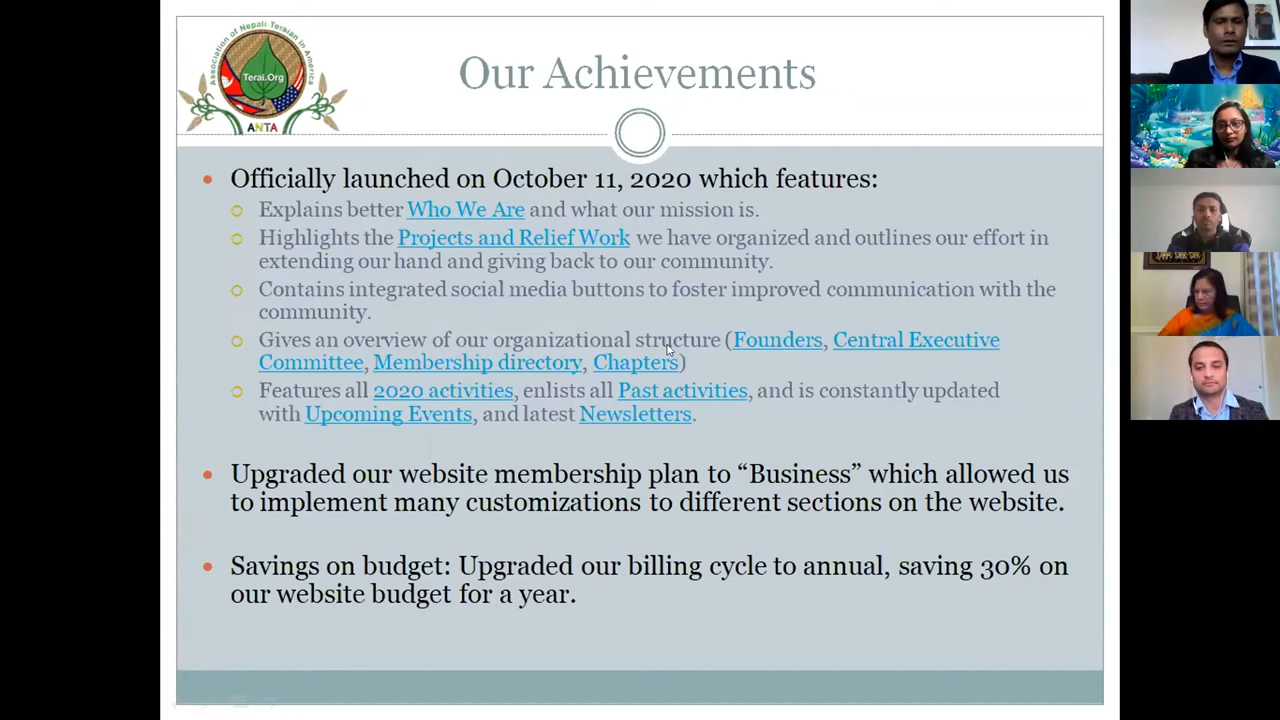 Association of Nepali Teraian in America
Terai.Org
ANTA
Our Achievements
Officially launched on October 11, 2020 which features:
Explains better Who We Are and what our mission is.
Highlights the Projects and Relief Work we have organized and outlines our effort in
extending our hand and giving back to our community.
Contains integrated social media buttons to foster improved communication with the
community.
Gives an overview of our organizational structure (Founders, Central Executive
Committee, Membership directory, Chapters)
Features all 2020 activities, enlists all Past activities, and is constantly updated
with Upcoming Events, and latest Newsletters.
Upgraded our website membership plan to “Business” which allowed us
to implement many customizations to different sections on the website.
Savings on budget: Upgraded our billing cycle to annual, saving 30% on
our website budget for a year.